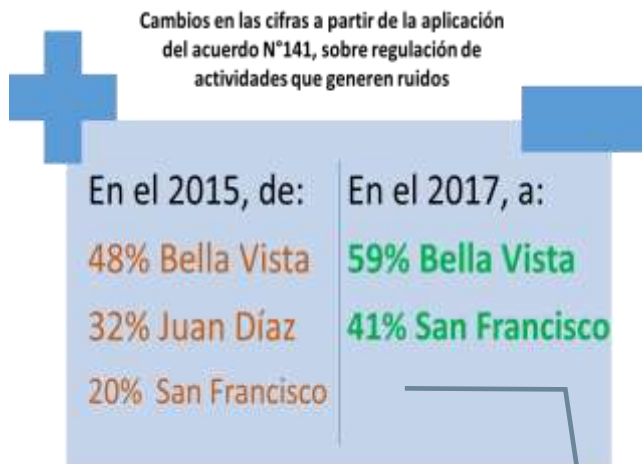 Cambios en las cifras a partir de la aplicación
del acuerdo N°141, sobre regulación de
actividades que generen ruidos
En el 2015, de:
48% Bella Vista
32% Juan Díaz
20% San Francisco
En el 2017, a:
59% Bella Vista
41% San Francisco